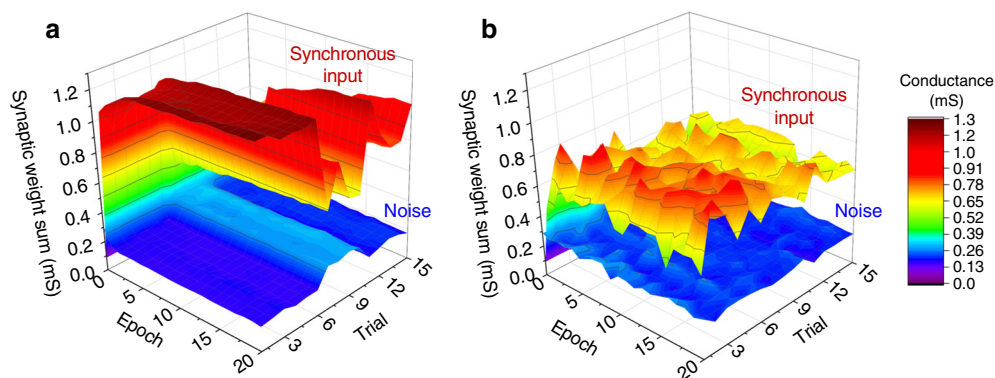 a
Synchronous
input
Noise
Synaptic weight sum (mS)
1.2
1.0
0.8
0.6
0.4
0.2
0.0
0
5
10
15
20
Epoch
3
6
9
12
15
Trial
b
Synchronous
input
Noise
Synaptic weight sum (mS)
1.2
1.0
0.8
0.6
0.4
0.2
0.0
0
5
10
15
20
Epoch
3
6
9
12
15
Trial
Conductance
(mS)
1.3
1.3
1.0
0.91
0.78
0.65
0.52
0.39
0.26
0.13
0.0